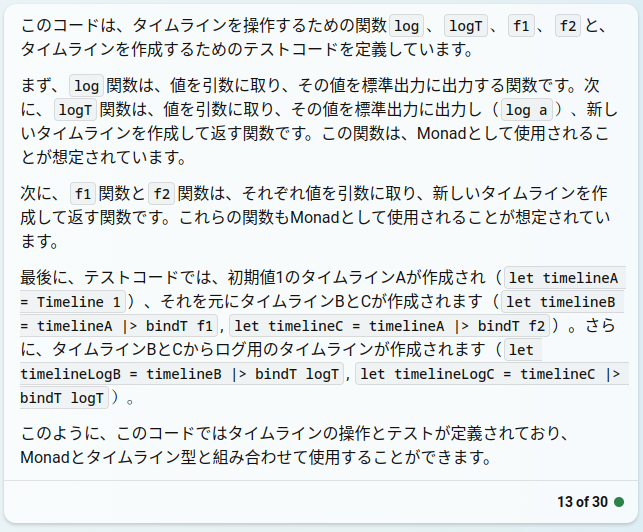 このコードは、タイムラインを操作するための関数 log 、 logT 、 f1 、 f2 と、
タイムラインを作成するためのテストコードを定義しています。
まず、 log 関数は、値を引数に取り、その値を標準出力に出力する関数です。次
に、 logT 関数は、値を引数に取り、その値を標準出力に出力し（ log a ）、新し
いタイムラインを作成して返す関数です。この関数は、Monadとして使用されるこ
とが想定されています。
次に、 f1 関数と f2 関数は、それぞれ値を引数に取り、新しいタイムラインを作
成して返す関数です。これらの関数もMonadとして使用されることが想定されてい
ます。
最後に、テストコードでは、初期値1のタイムラインAが作成され（ let timelineA
= Timeline 1 ）、それを元にタイムラインBとCが作成されます（ let timelineB
= timelineA |> bindT f1 , let timelineC = timelineA |> bindT f2 ）。さら
に、タイムラインBとCからログ用のタイムラインが作成されます（ let
timelineLogB = timelineB |> bindT logT , let timelineLogC = timelineC |>
bindT logT ）。
このように、このコードではタイムラインの操作とテストが定義されており、
Monadとタイムライン型と組み合わせて使用することができます。
13 of 30